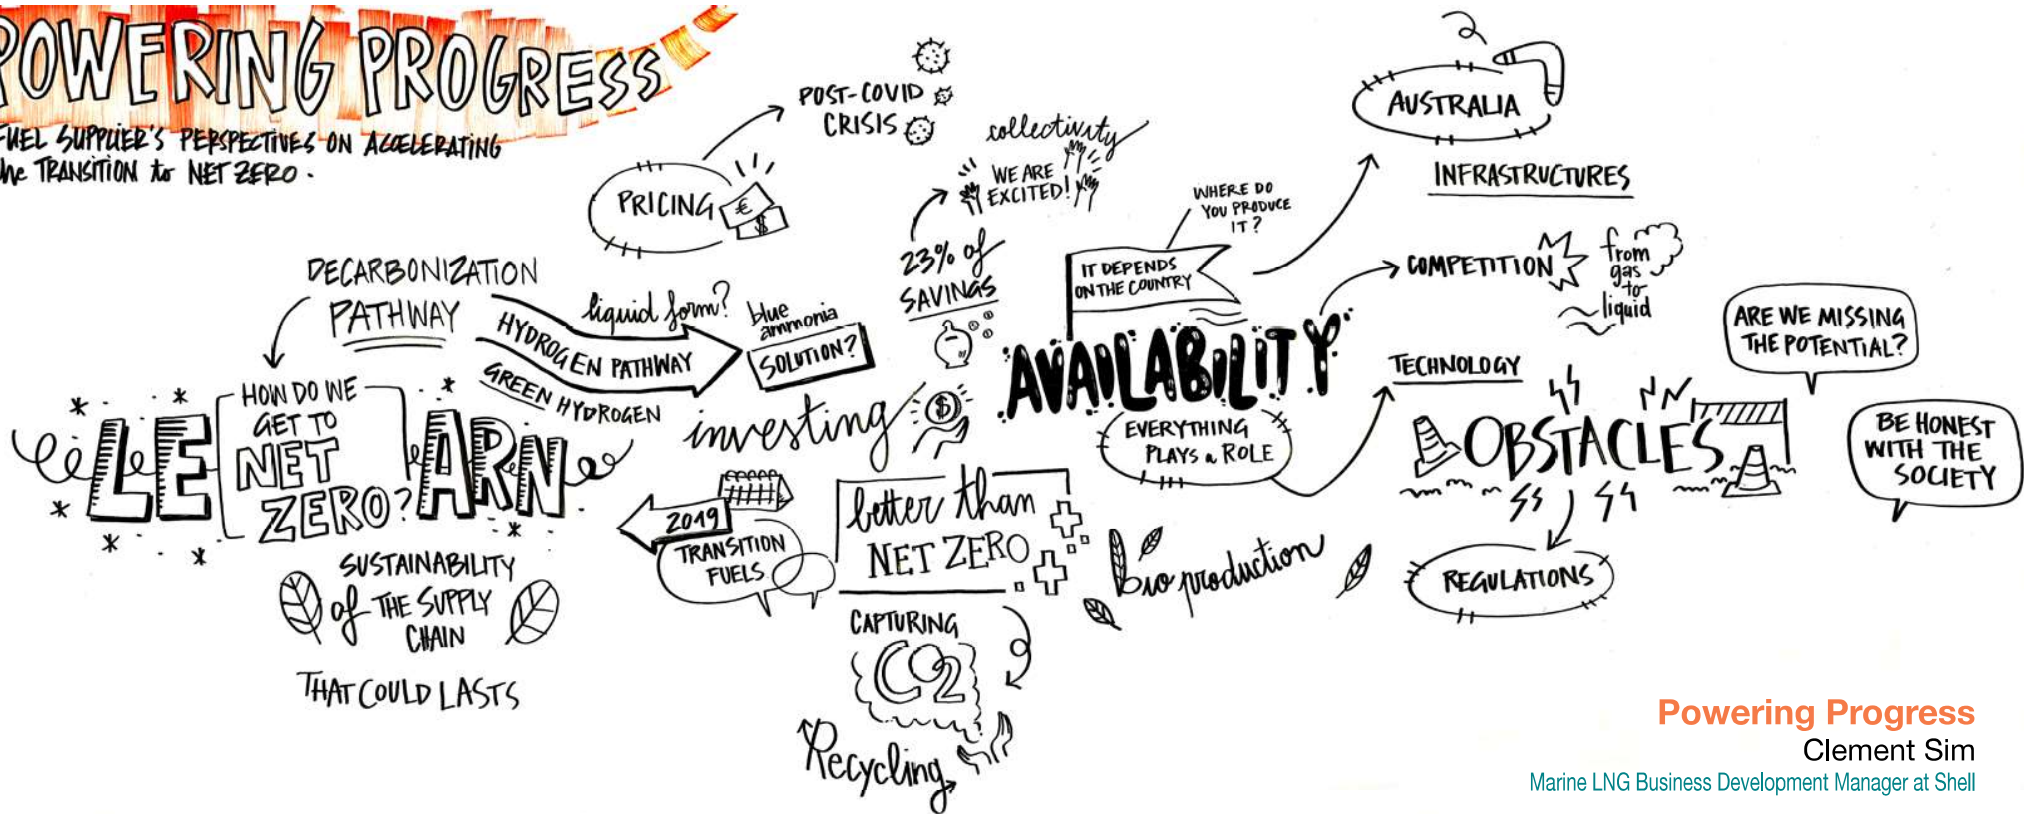 POWERING PROGRESS
FUEL SUPPLIER'S PERSPECTIVES ON ACCELERATING
the TRANSITION to NET ZERO.
DECARBONIZATION
PATHWAY
HOW DO WE
GET TO
NET
ZERO?
LEARN
SUSTAINABILITY
of THE SUPPLY
CHAIN
THAT COULD LASTS
liquid form?
HYDROGEN PATHWAY
GREEN HYDROGEN
blue
ammonia
SOLUTION?
PRICING
€
$
POST-COVID
CRISIS
investing
$
2019
TRANSITION
FUELS
better than
NET ZERO
CAPTURING
CO2
Recycling
23% of
SAVINGS
collectivity
WE ARE
EXCITED!
WHERE DO
YOU PRODUCE
IT?
IT DEPENDS
ON THE COUNTRY
AVAILABILITY
EVERYTHING
PLAYS a ROLE
bio production
AUSTRALIA
INFRASTRUCTURES
COMPETITION
from
gas
to
liquid
TECHNOLOGY
OBSTACLES
REGULATIONS
ARE WE MISSING
THE POTENTIAL?
BE HONEST
WITH THE
SOCIETY
Powering Progress
Clement Sim
Marine LNG Business Development Manager at Shell